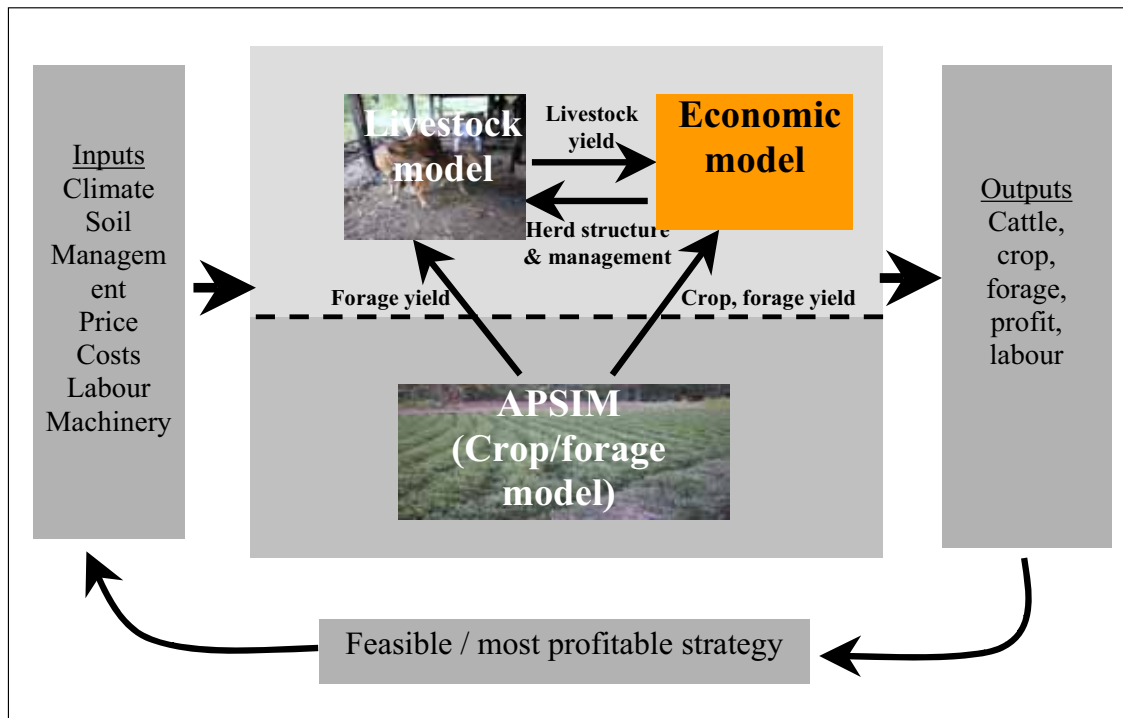 Inputs
Climate
Soil
Managem
ent
Price
Costs
Labour
Machinery
Livestock
model
Livestock
yield
Economic
model
Herd structure
& management
Forage yield
Crop, forage yield
APSIM
(Crop/forage
model)
Outputs
Cattle,
crop,
forage,
profit,
labour
Feasible / most profitable strategy